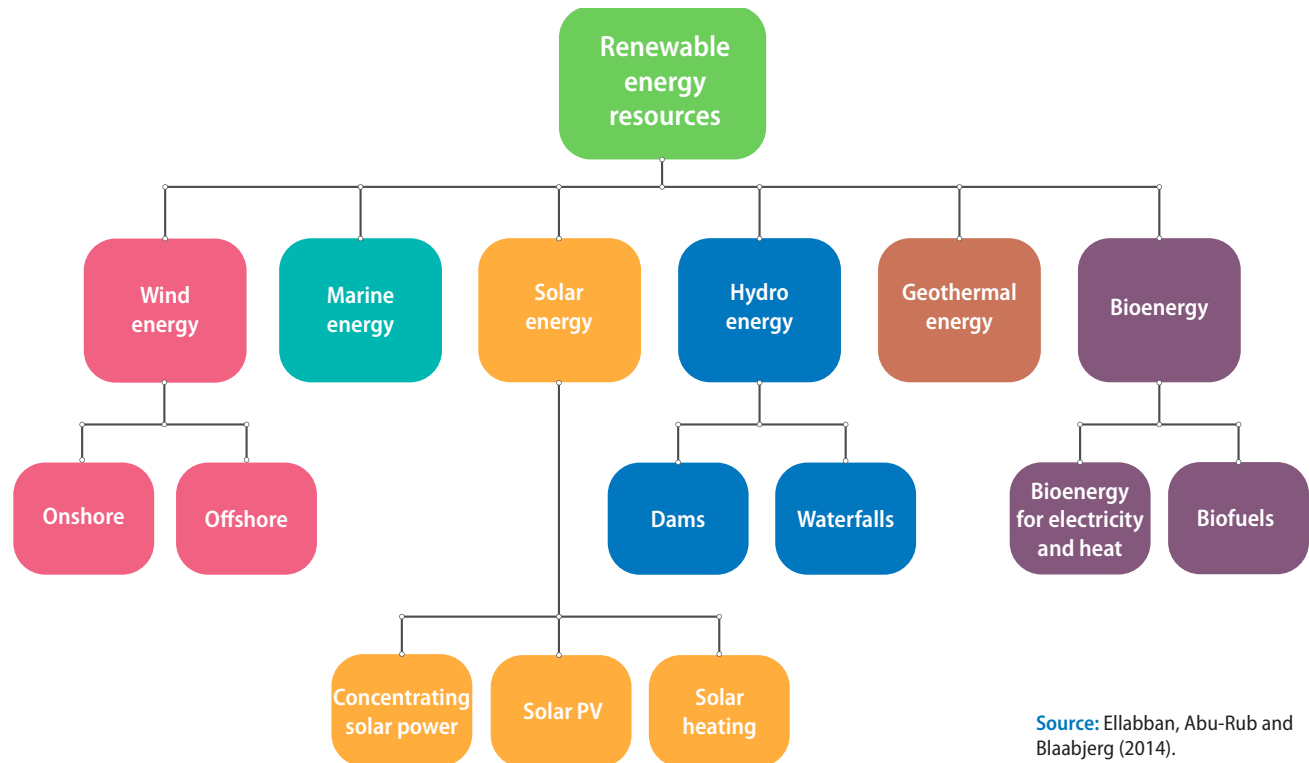 Renewable
energy
resources
Wind
energy
Marine
energy
Solar
energy
Hydro
energy
Geothermal
energy
Bioenergy
Onshore
Offshore
Dams
Waterfalls
Bioenergy
for electricity
and heat
Biofuels
Concentrating
solar power
Solar PV
Solar
heating
Source: Ellabban, Abu-Rub and
Blaabjerg (2014).